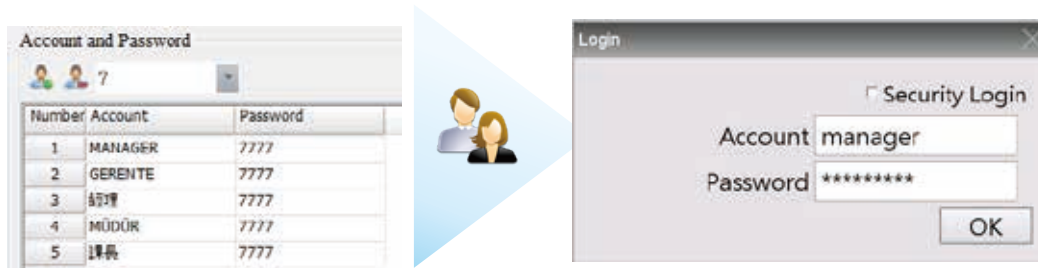 Account and Password
7
Number Account Password
1 MANAGER 7777
2 GERENTE 7777
3 經理 7777
4 MÜDÜR 7777
5 課長 7777
Login
Security Login
Account manager
Password *********
OK